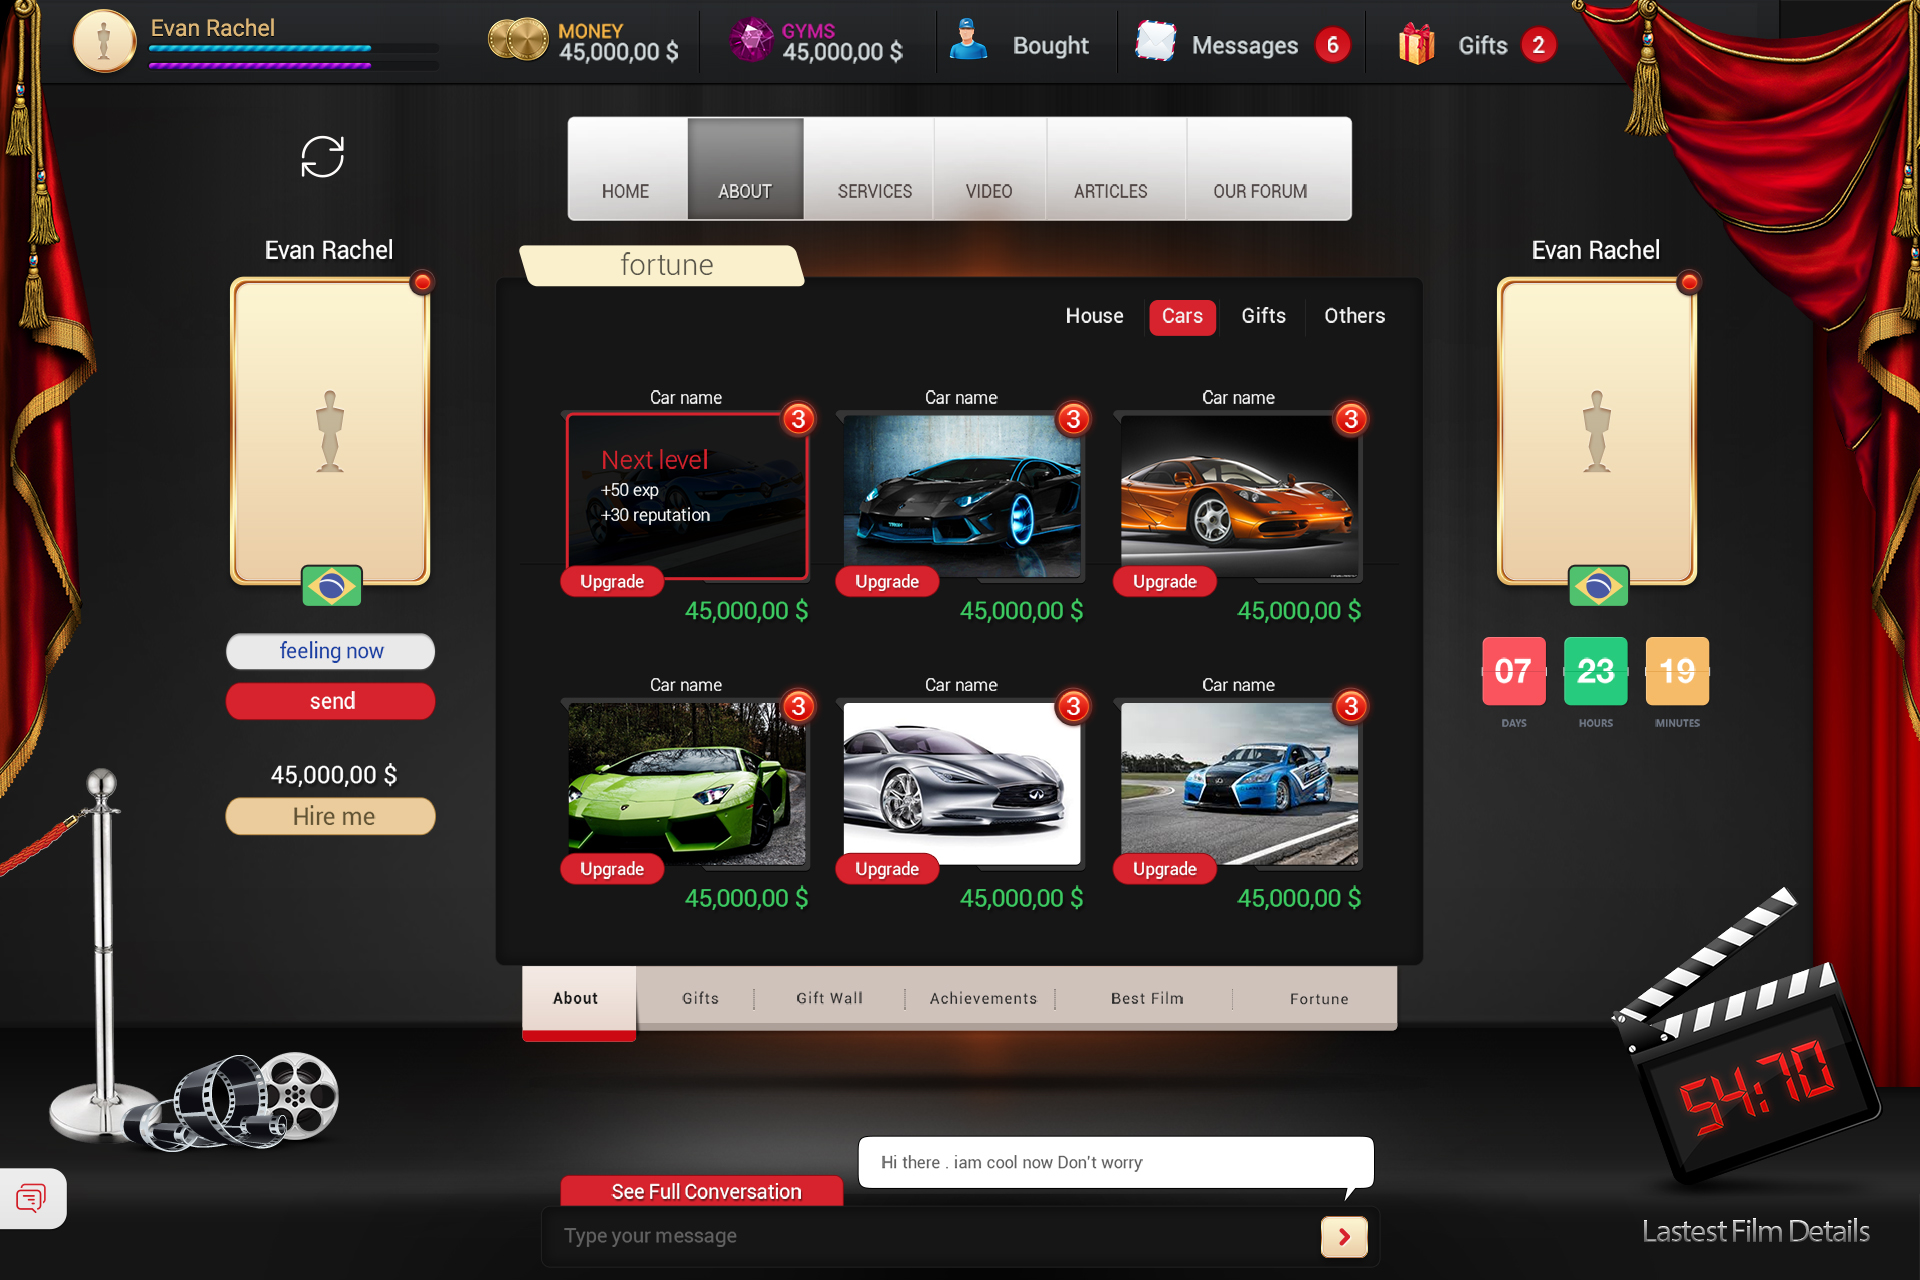 Evan Rachel
MONEY
45,000,00 $
GYMS
45,000,00 $
Bought
Messages 6
Gifts 2
HOME ABOUT SERVICES VIDEO ARTICLES OUR FORUM
Evan Rachel
feeling now
send
45,000,00 $
Hire me
fortune
House Cars Gifts Others
Car name Car name Car name
3 3 3
Next level
+50 exp
+30 reputation
Upgrade Upgrade Upgrade
45,000,00 $ 45,000,00 $ 45,000,00 $
Car name Car name Car name
3 3 3
Upgrade Upgrade Upgrade
45,000,00 $ 45,000,00 $ 45,000,00 $
About Gifts Gift Wall Achievements Best Film Fortune
Evan Rachel
07 23 19
DAYS HOURS MINUTES
54:70
Hi there . iam cool now Don't worry
See Full Conversation
Type your message
Lastest Film Details